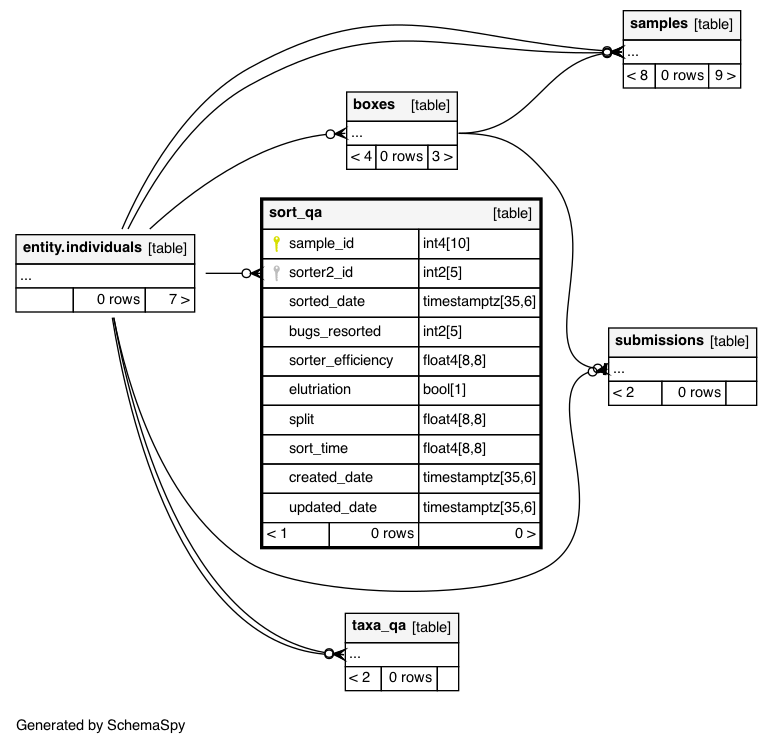 samples [table]
...
< 8 0 rows 9 >
boxes [table]
...
< 4 0 rows 3 >
sort_qa [table]
sample_id int4[10]
sorter2_id int2[5]
sorted_date timestamptz[35,6]
bugs_resorted int2[5]
sorter_efficiency float4[8,8]
elutriation bool[1]
split float4[8,8]
sort_time float4[8,8]
created_date timestamptz[35,6]
updated_date timestamptz[35,6]
< 1 0 rows 0 >
entity.individuals [table]
...
0 rows 7 >
submissions [table]
...
< 2 0 rows
taxa_qa [table]
...
< 2 0 rows
Generated by SchemaSpy